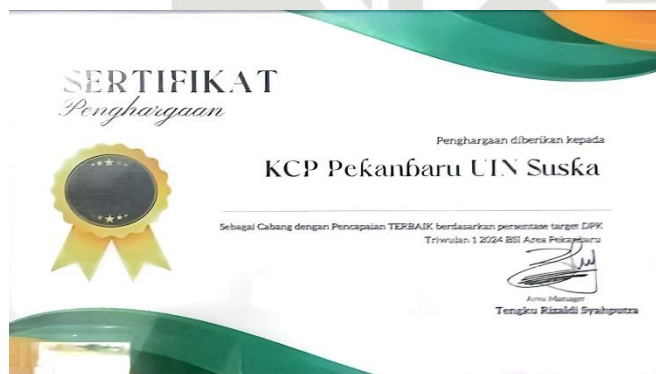 SERTIFIKAT
Penghargaan
Penghargaan diberikan kepada
KCP Pekanbaru UIN Suska
Sebagai Cabang dengan Pencapaian TERBAIK berdasarkan persentase target DPK
Triwulan 1 2024 BSI Area Pekanbaru
Area Manager
Tengku Rizaldi Syahputra